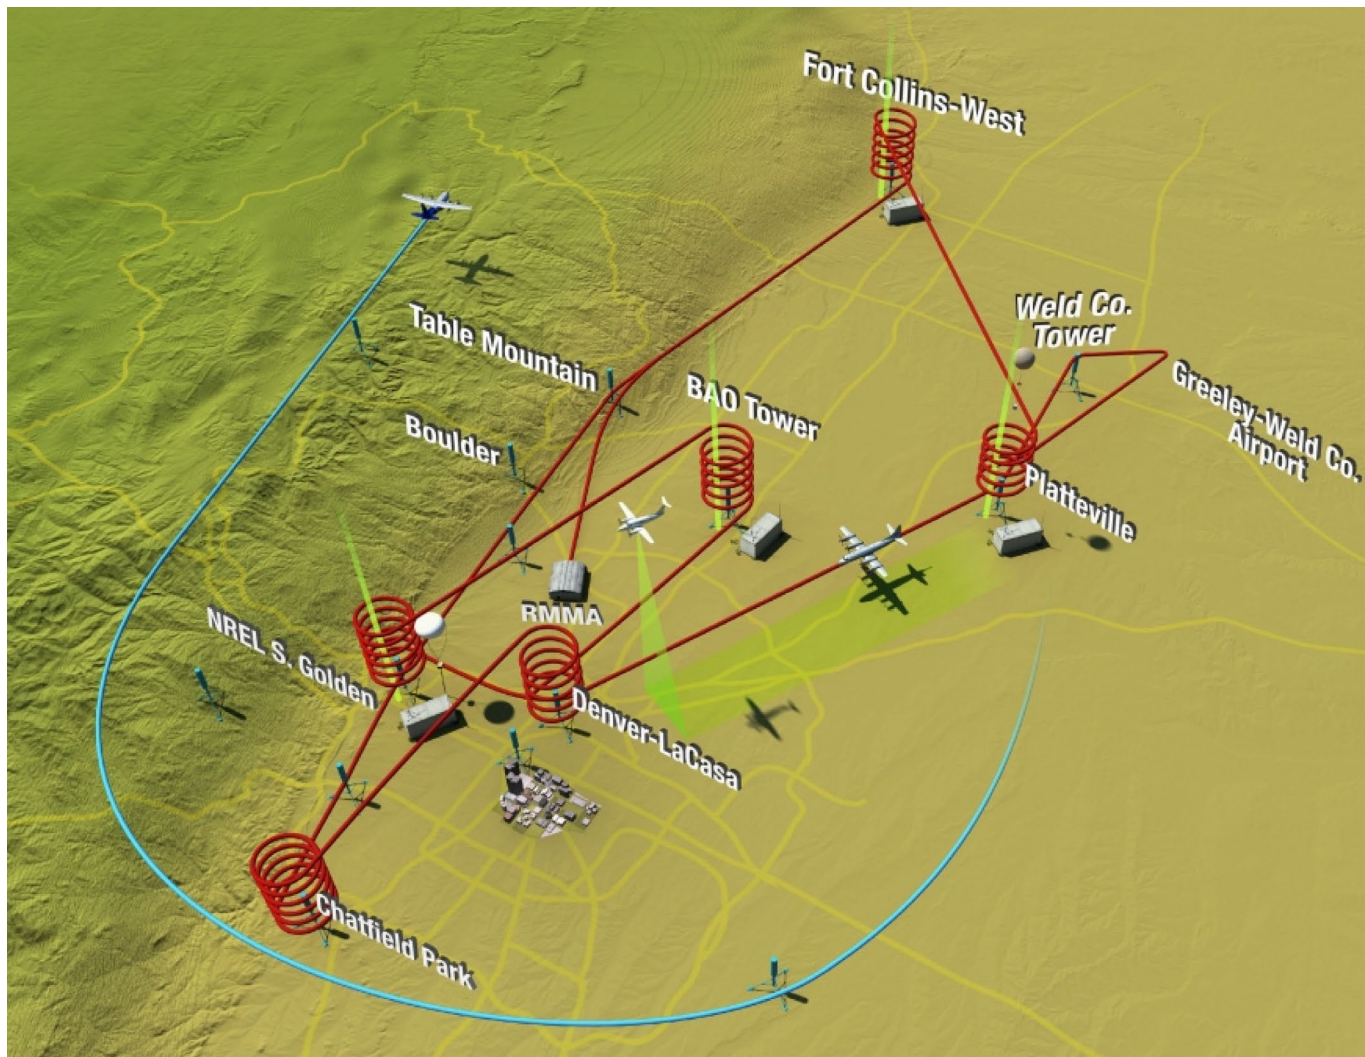 Fort Collins-West
Weld Co.
Tower
Table Mountain
BAO Tower
Greeley-Weld Co.
Airport
Boulder
Platteville
RMMA
NREL S. Golden
Denver-LaCasa
Chatfield Park